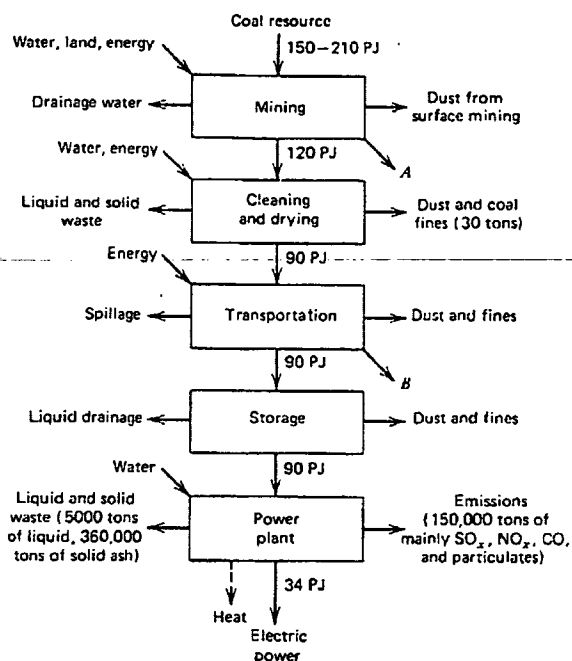 Coal resource
Water, land, energy
150–210 PJ
Drainage water
Mining
Dust from
surface mining
Water, energy
120 PJ
A
Liquid and solid
waste
Cleaning
and drying
Dust and coal
fines (30 tons)
Energy
90 PJ
Spillage
Transportation
Dust and fines
90 PJ
B
Liquid drainage
Storage
Dust and fines
Water
90 PJ
Liquid and solid
waste (5000 tons
of liquid, 360,000
tons of solid ash)
Power
plant
Emissions
(150,000 tons of
mainly SOx, NOx, CO,
and particulates)
34 PJ
Heat
Electric
power